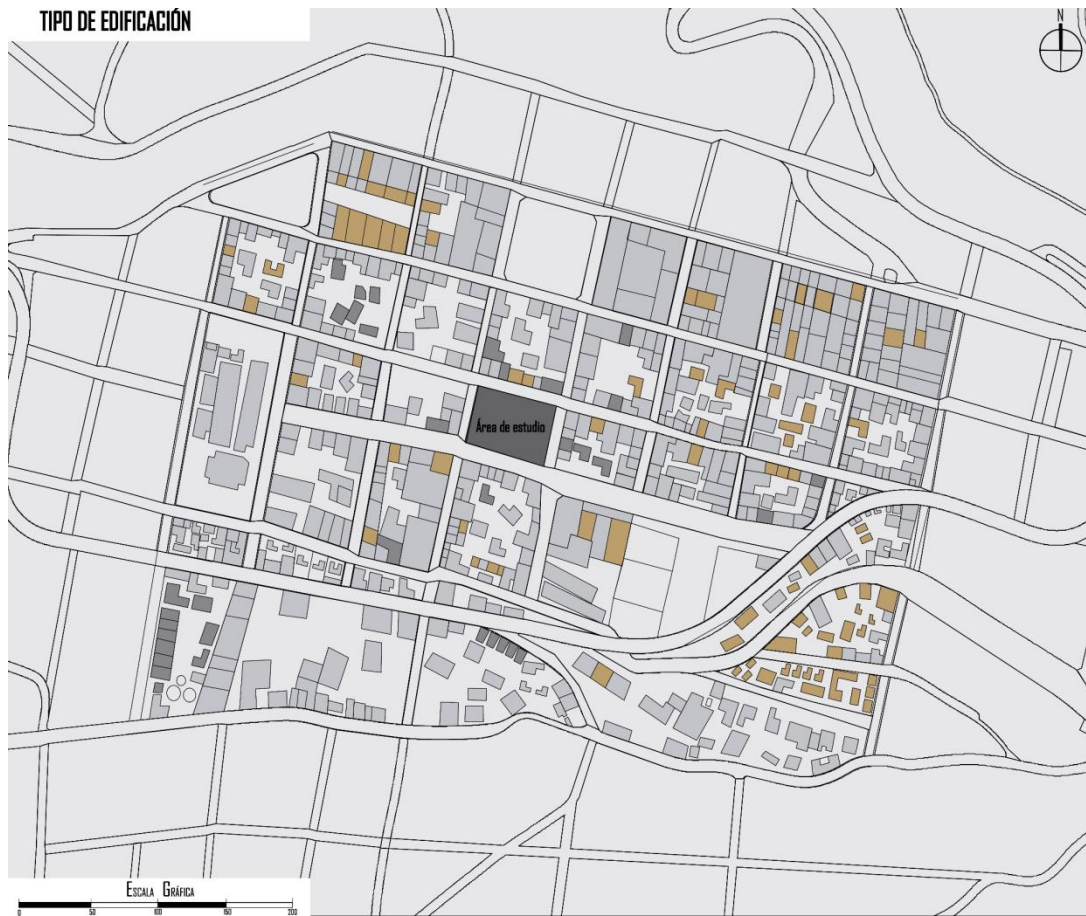 TIPO DE EDIFICACIÓN
N
Área de estudio
ESCALA GRÁFICA
0 50 100 150 200